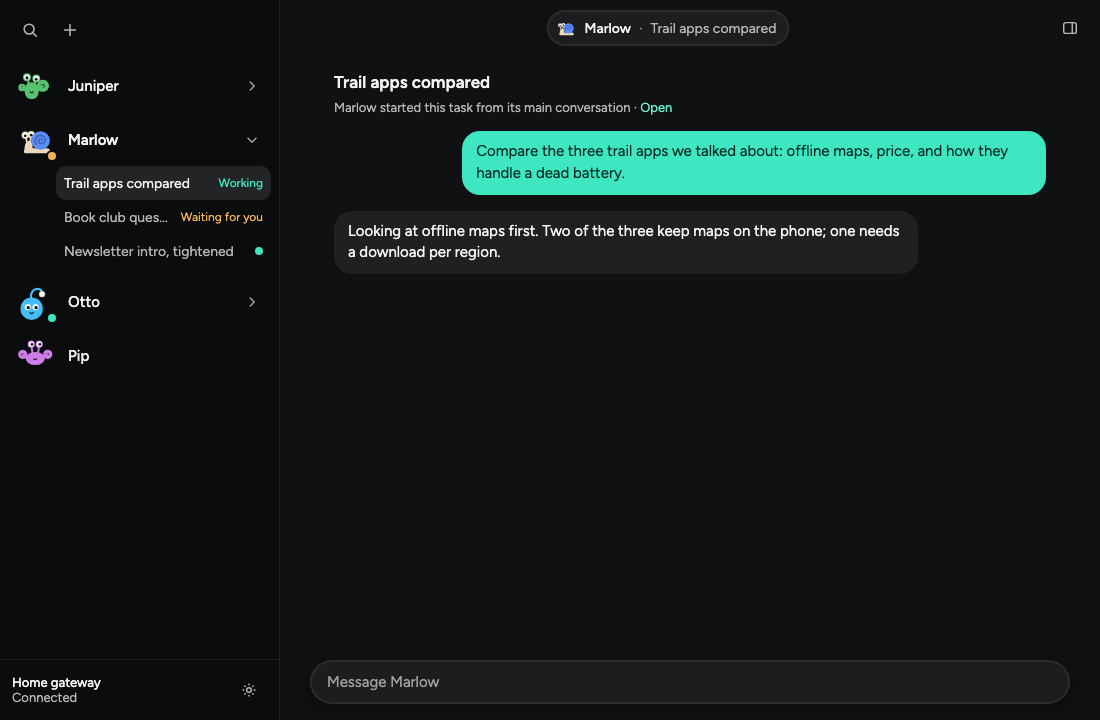 Juniper
Marlow
Trail apps compared Working
Book club ques... Waiting for you
Newsletter intro, tightened
Otto
Pip
Home gateway
Connected
Marlow · Trail apps compared
Trail apps compared
Marlow started this task from its main conversation · Open
Compare the three trail apps we talked about: offline maps, price, and how they
handle a dead battery.
Looking at offline maps first. Two of the three keep maps on the phone; one needs
a download per region.
Message Marlow